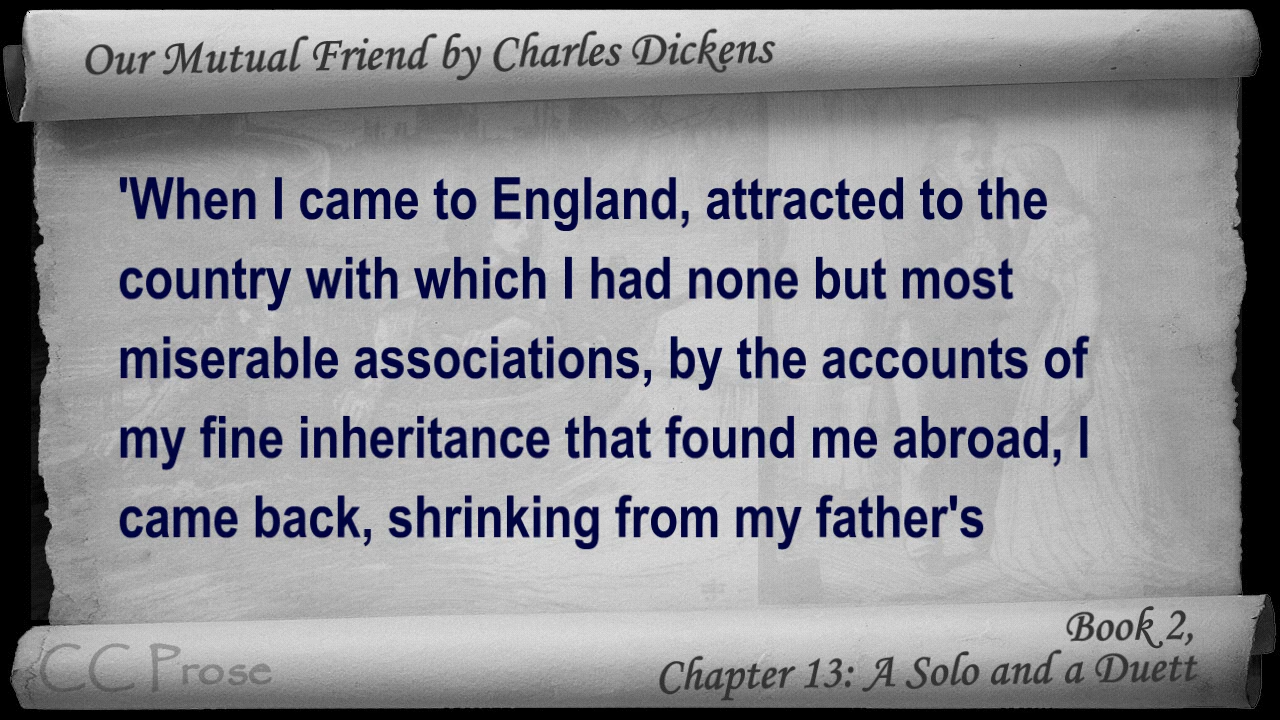 Our Mutual Friend by Charles Dickens
'When I came to England, attracted to the
country with which I had none but most
miserable associations, by the accounts of
my fine inheritance that found me abroad, I
came back, shrinking from my father's
Book 2,
Chapter 13: A Solo and a Duett
CC Prose